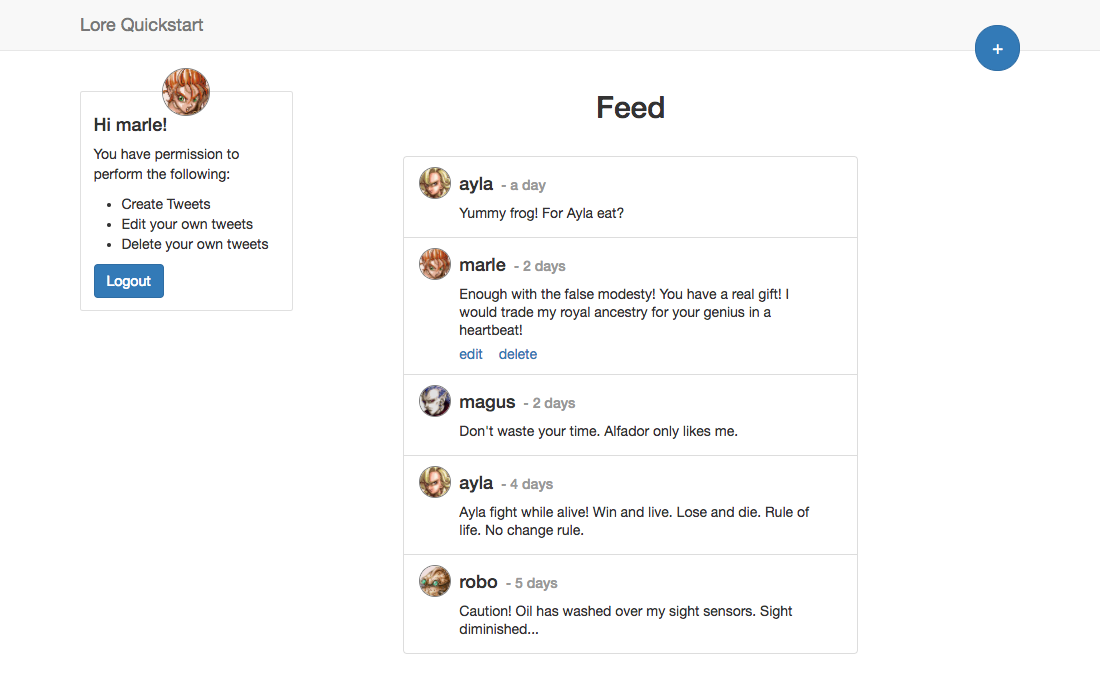 Lore Quickstart
+
Hi marle!
You have permission to
perform the following:
• Create Tweets
• Edit your own tweets
• Delete your own tweets
Logout
Feed
ayla - a day
Yummy frog! For Ayla eat?
marle - 2 days
Enough with the false modesty! You have a real gift! I
would trade my royal ancestry for your genius in a
heartbeat!
edit delete
magus - 2 days
Don't waste your time. Alfador only likes me.
ayla - 4 days
Ayla fight while alive! Win and live. Lose and die. Rule of
life. No change rule.
robo - 5 days
Caution! Oil has washed over my sight sensors. Sight
diminished...